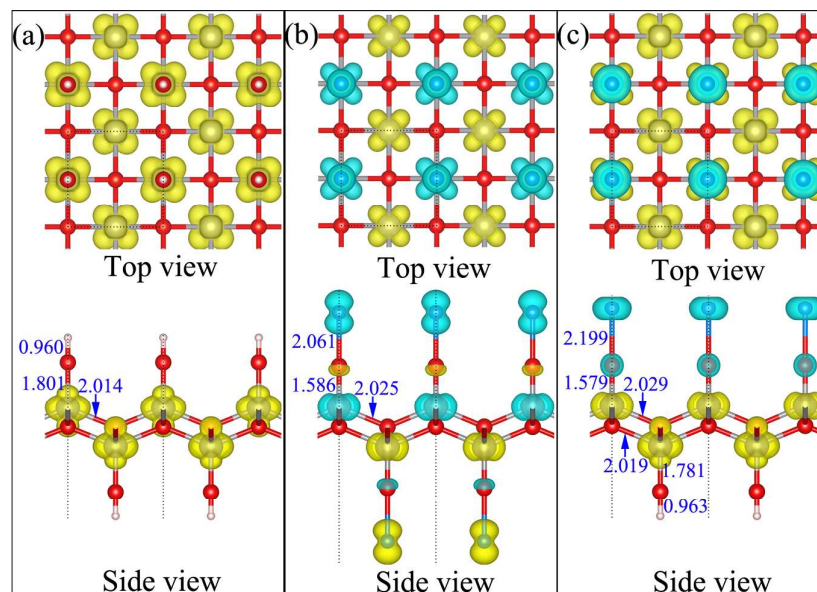 (a)
Top view
0.960
1.801
2.014
Side view
(b)
Top view
2.061
1.586
2.025
Side view
(c)
Top view
2.199
1.579
2.029
2.019
1.781
0.963
Side view